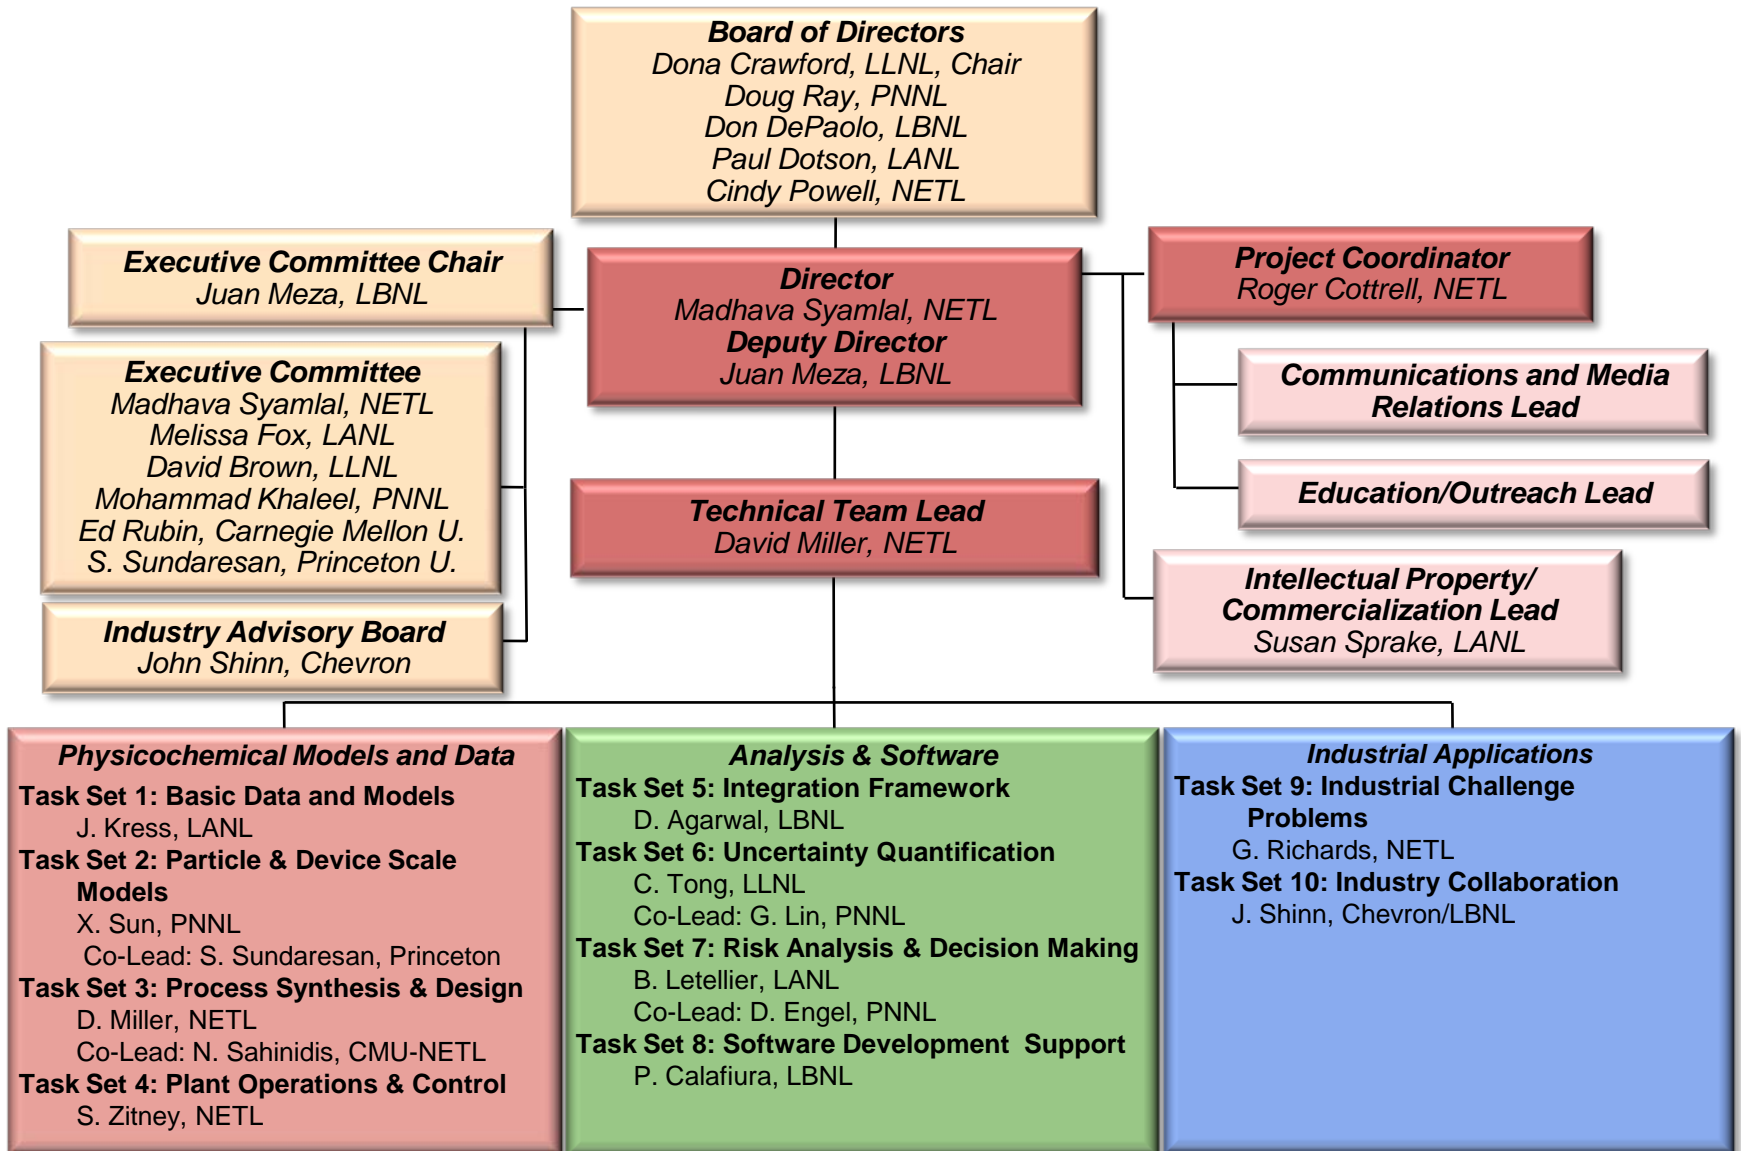 Board of Directors
Dona Crawford, LLNL, Chair
Doug Ray, PNNL
Don DePaolo, LBNL
Paul Dotson, LANL
Cindy Powell, NETL
Executive Committee Chair
Juan Meza, LBNL
Director
Madhava Syamlal, NETL
Deputy Director
Juan Meza, LBNL
Project Coordinator
Roger Cottrell, NETL
Executive Committee
Madhava Syamlal, NETL
Melissa Fox, LANL
David Brown, LLNL
Mohammad Khaleel, PNNL
Ed Rubin, Carnegie Mellon U.
S. Sundaresan, Princeton U.
Communications and Media
Relations Lead
Education/Outreach Lead
Technical Team Lead
David Miller, NETL
Intellectual Property/
Commercialization Lead
Susan Sprake, LANL
Industry Advisory Board
John Shinn, Chevron
Physicochemical Models and Data
Task Set 1: Basic Data and Models
J. Kress, LANL
Task Set 2: Particle & Device Scale
Models
X. Sun, PNNL
Co-Lead: S. Sundaresan, Princeton
Task Set 3: Process Synthesis & Design
D. Miller, NETL
Co-Lead: N. Sahinidis, CMU-NETL
Task Set 4: Plant Operations & Control
S. Zitney, NETL
Analysis & Software
Task Set 5: Integration Framework
D. Agarwal, LBNL
Task Set 6: Uncertainty Quantification
C. Tong, LLNL
Co-Lead: G. Lin, PNNL
Task Set 7: Risk Analysis & Decision Making
B. Letellier, LANL
Co-Lead: D. Engel, PNNL
Task Set 8: Software Development  Support
P. Calafiura, LBNL
Industrial Applications
Task Set 9: Industrial Challenge
Problems
G. Richards, NETL
Task Set 10: Industry Collaboration
J. Shinn, Chevron/LBNL